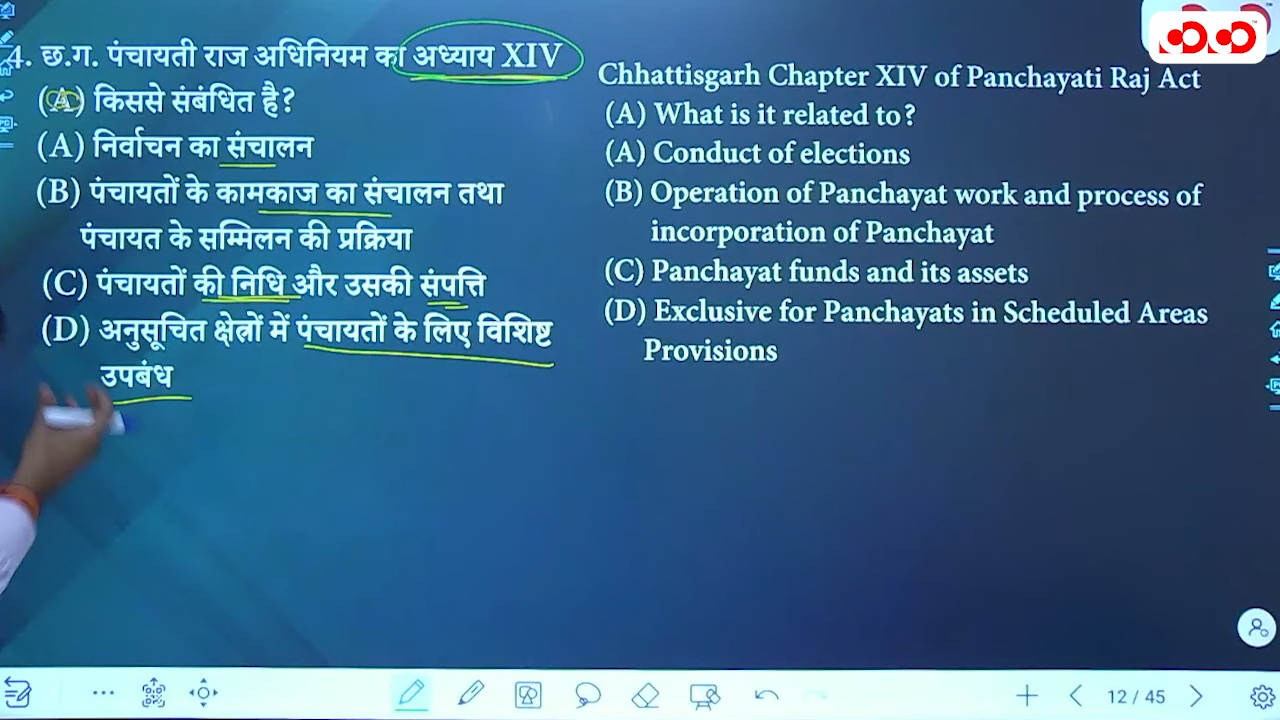 4. छ.ग. पंचायती राज अधिनियम का अध्याय XIV
(A) किससे संबंधित है?
(A) निर्वाचन का संचालन
(B) पंचायतों के कामकाज का संचालन तथा
पंचायत के सम्मिलन की प्रक्रिया
(C) पंचायतों की निधि और उसकी संपत्ति
(D) अनुसूचित क्षेत्रों में पंचायतों के लिए विशिष्ट
उपबंध
Chhattisgarh Chapter XIV of Panchayati Raj Act
(A) What is it related to?
(A) Conduct of elections
(B) Operation of Panchayat work and process of
incorporation of Panchayat
(C) Panchayat funds and its assets
(D) Exclusive for Panchayats in Scheduled Areas
Provisions
12 / 45